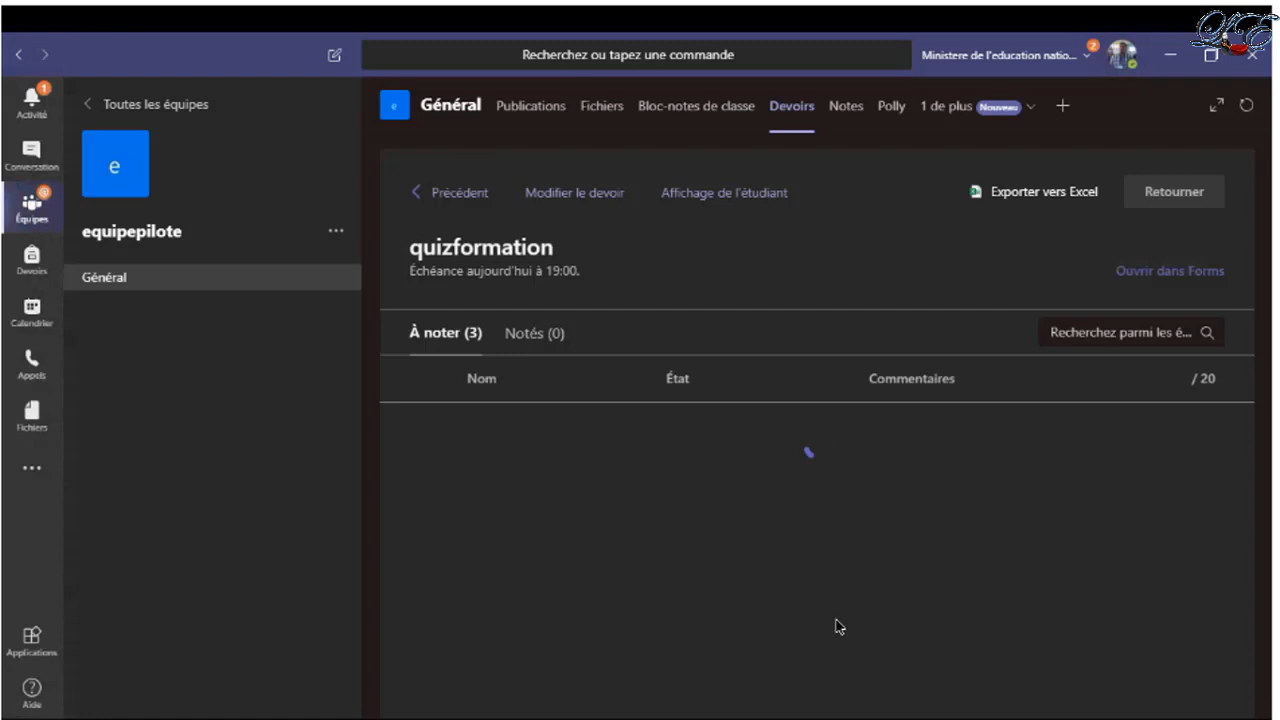 Recherchez ou tapez une commande
Ministere de l'education natio...
2
1
Activité
Conversation
Équipes
Devoirs
Calendrier
Appels
Fichiers
Applications
Aide
Toutes les équipes
e
equipepilote
Général
e
Général Publications Fichiers Bloc-notes de classe Devoirs Notes Polly 1 de plus Nouveau
Précédent Modifier le devoir Affichage de l'étudiant Exporter vers Excel Retourner
quizformation
Échéance aujourd'hui à 19:00.
Ouvrir dans Forms
À noter (3) Notés (0) Recherchez parmi les é...
Nom État Commentaires / 20